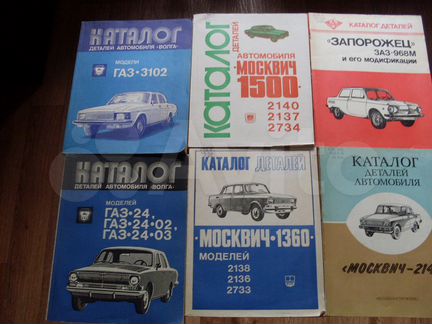 КАТАЛОГ
ДЕТАЛЕЙ АВТОМОБИЛЯ «ВОЛГА»
МОДЕЛИ
ГАЗ-3102
КАТАЛОГ
ДЕТАЛЕЙ
АВТОМОБИЛЯ
"МОСКВИЧ
1500"
2140
2137
2734
КАТАЛОГ ДЕТАЛЕЙ
"ЗАПОРОЖЕЦ"
ЗАЗ-968М
и его модификации
КАТАЛОГ
ДЕТАЛЕЙ АВТОМОБИЛЯ «ВОЛГА»
МОДЕЛЕЙ
ГАЗ-24,
ГАЗ-24-02,
ГАЗ-24-03
КАТАЛОГ ДЕТАЛЕЙ
"МОСКВИЧ-1360"
МОДЕЛЕЙ
2138
2136
2733
КАТАЛОГ
ДЕТАЛЕЙ
АВТОМОБИЛЯ
«МОСКВИЧ-214